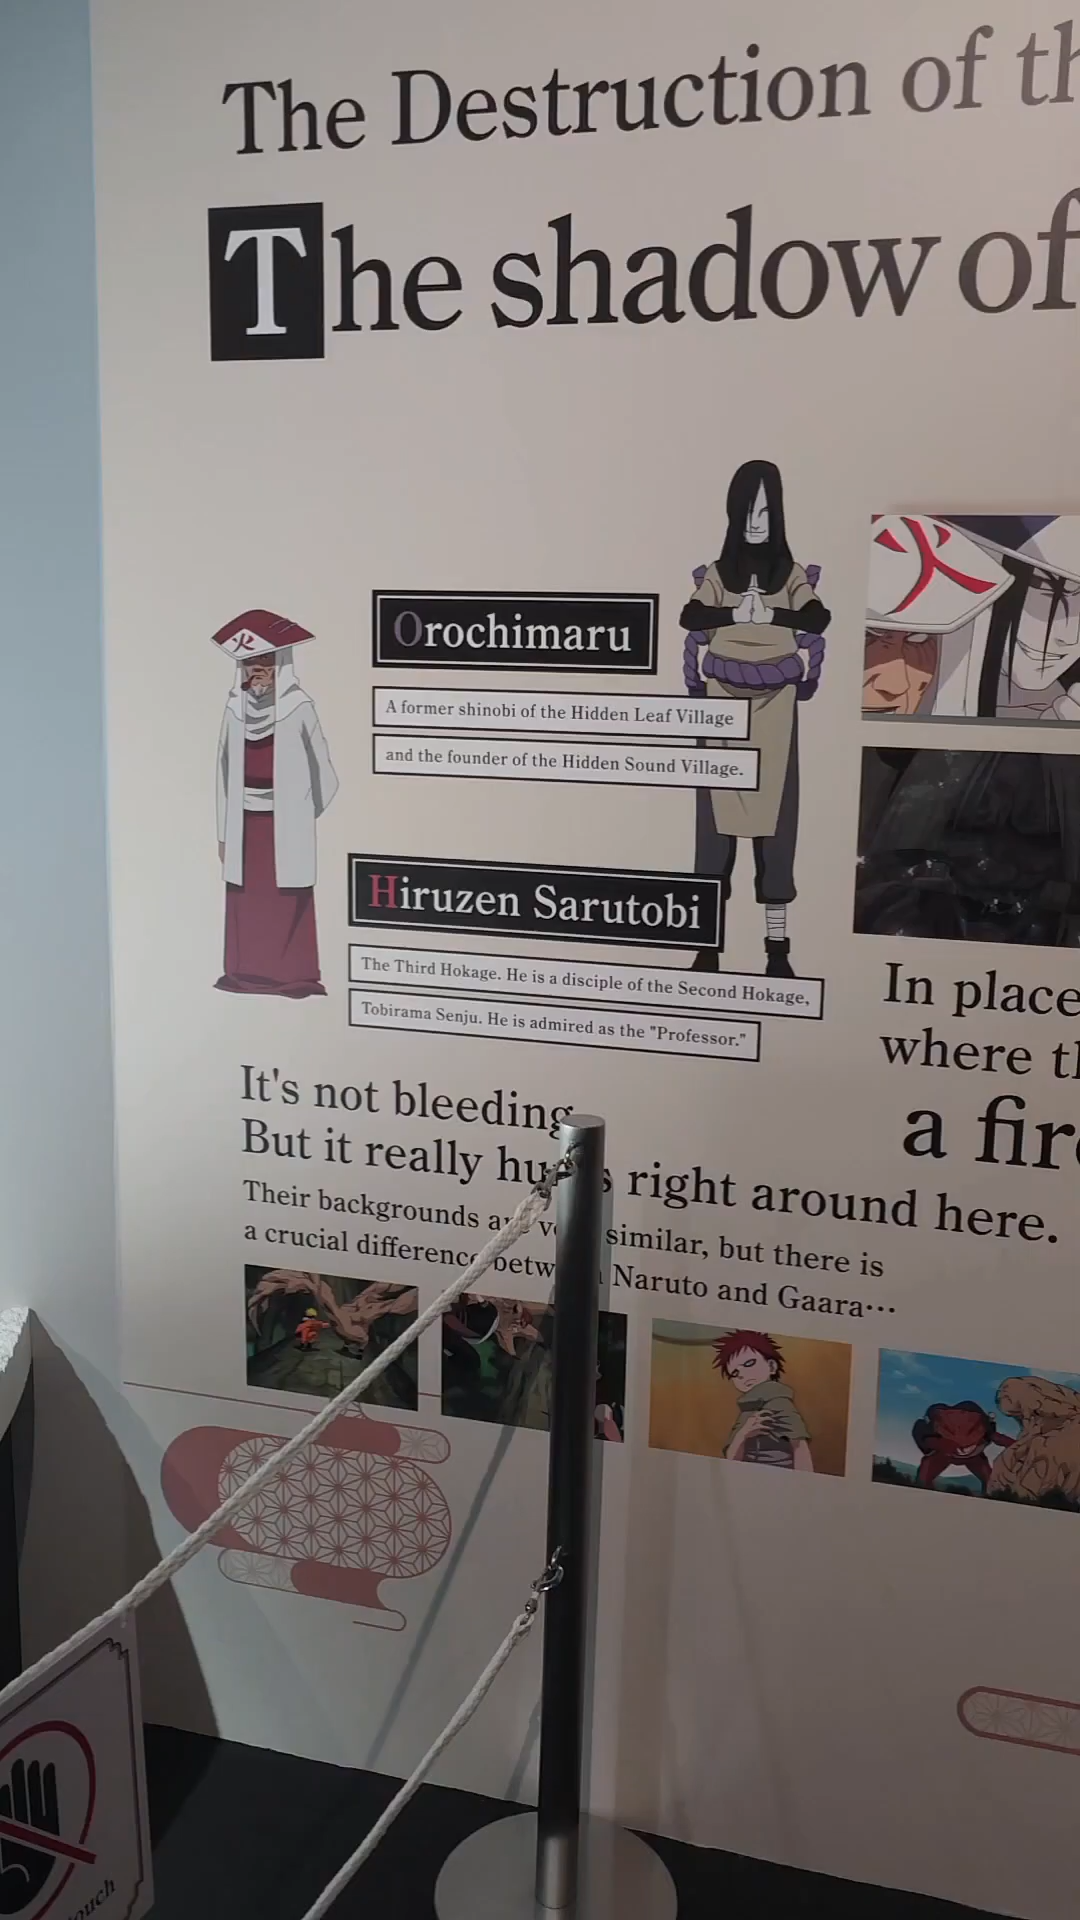 The Destruction of
The shadow of
火
火
Orochimaru
A former shinobi of the Hidden Leaf Village
and the founder of the Hidden Sound Village.
Hiruzen Sarutobi
The Third Hokage. He is a disciple of the Second Hokage,
Tobirama Senju. He is admired as the "Professor."
In place
where
a
It's not bleeding
But it really hurts right around here.
Their backgrounds are very similar, but there is
a crucial difference between Naruto and Gaara…